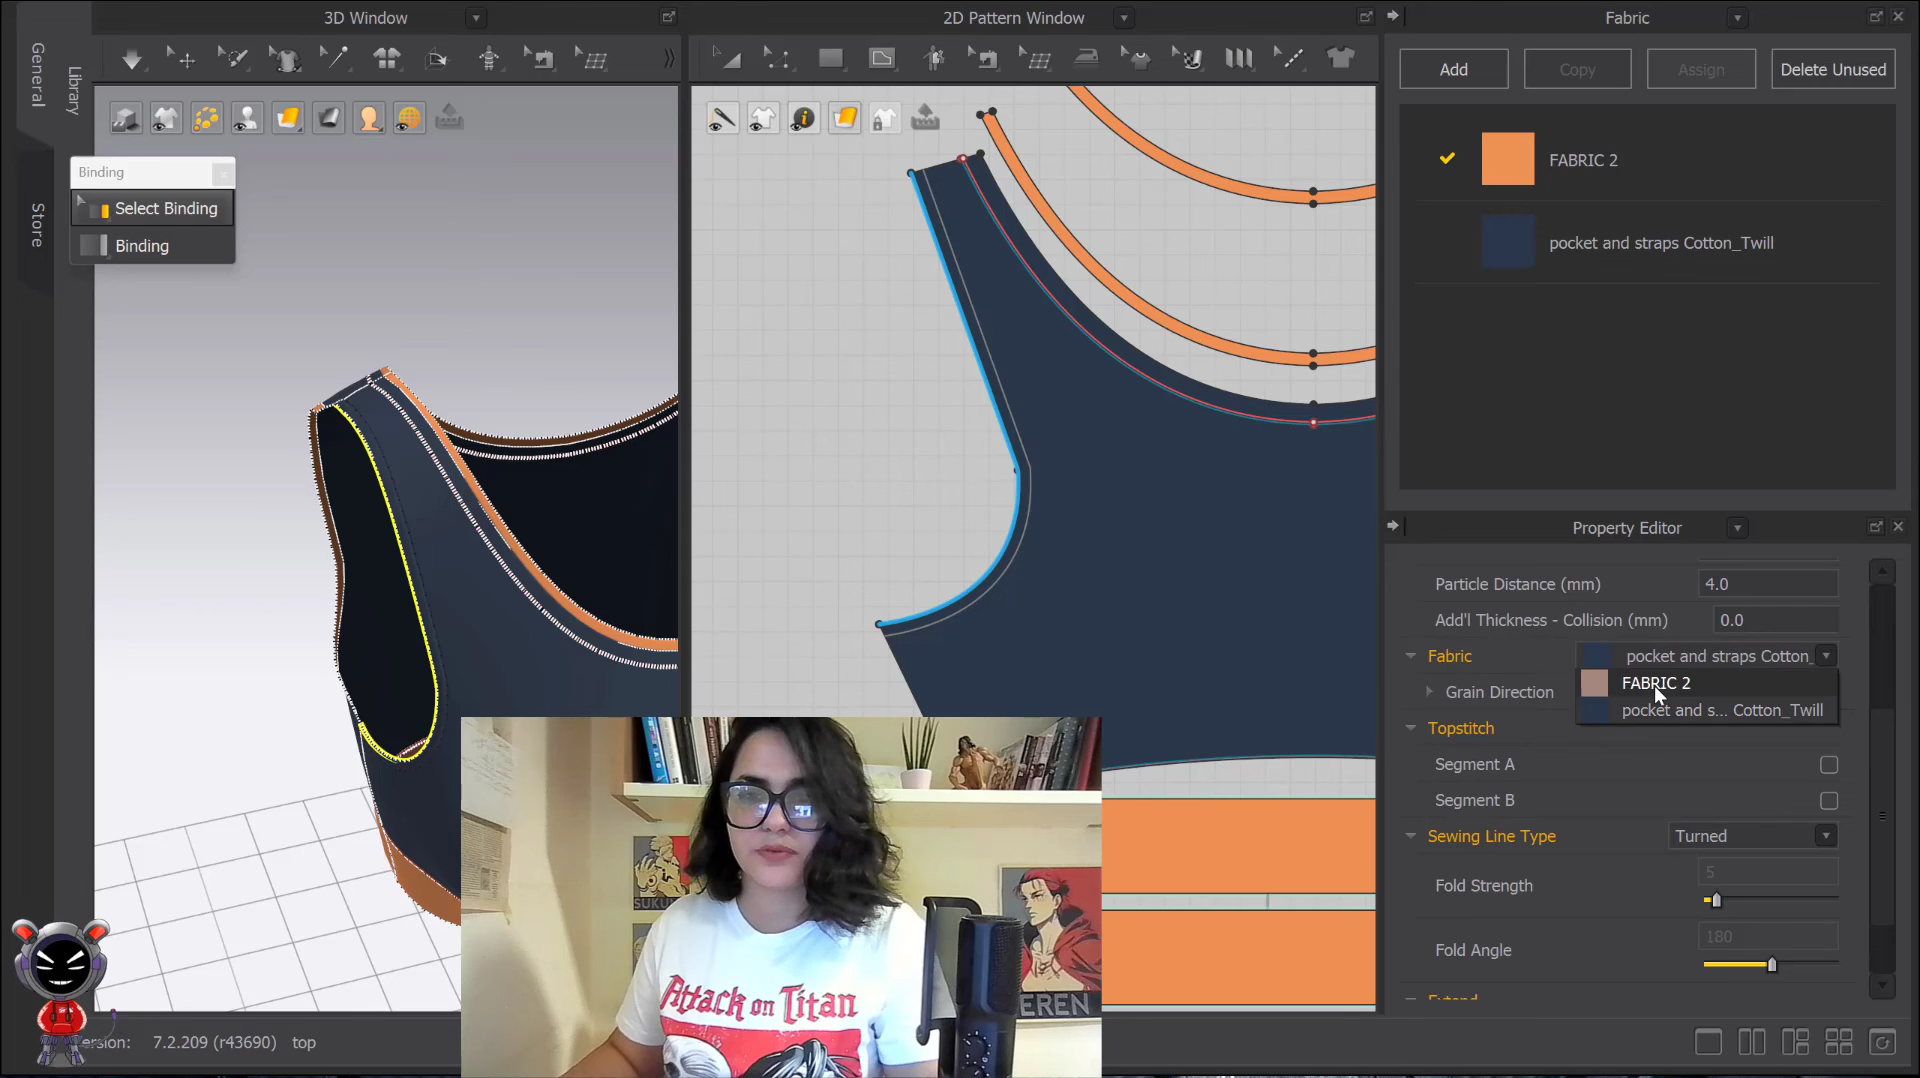 3D Window
2D Pattern Window
Fabric
General
Library
Store
Add
Copy
Assign
Delete Unused
Binding
Select Binding
Binding
FABRIC 2
pocket and straps Cotton_Twill
Property Editor
Particle Distance (mm)
4.0
Add'l Thickness - Collision (mm)
0.0
Fabric
pocket and straps Cotton_
FABRIC 2
Grain Direction
pocket and s... Cotton_Twill
Topstitch
Segment A
Segment B
Sewing Line Type
Turned
Fold Strength
5
Fold Angle
180
Extend
SUKU
EREN
Attack on Titan
ersion: 7.2.209 (r43690) top